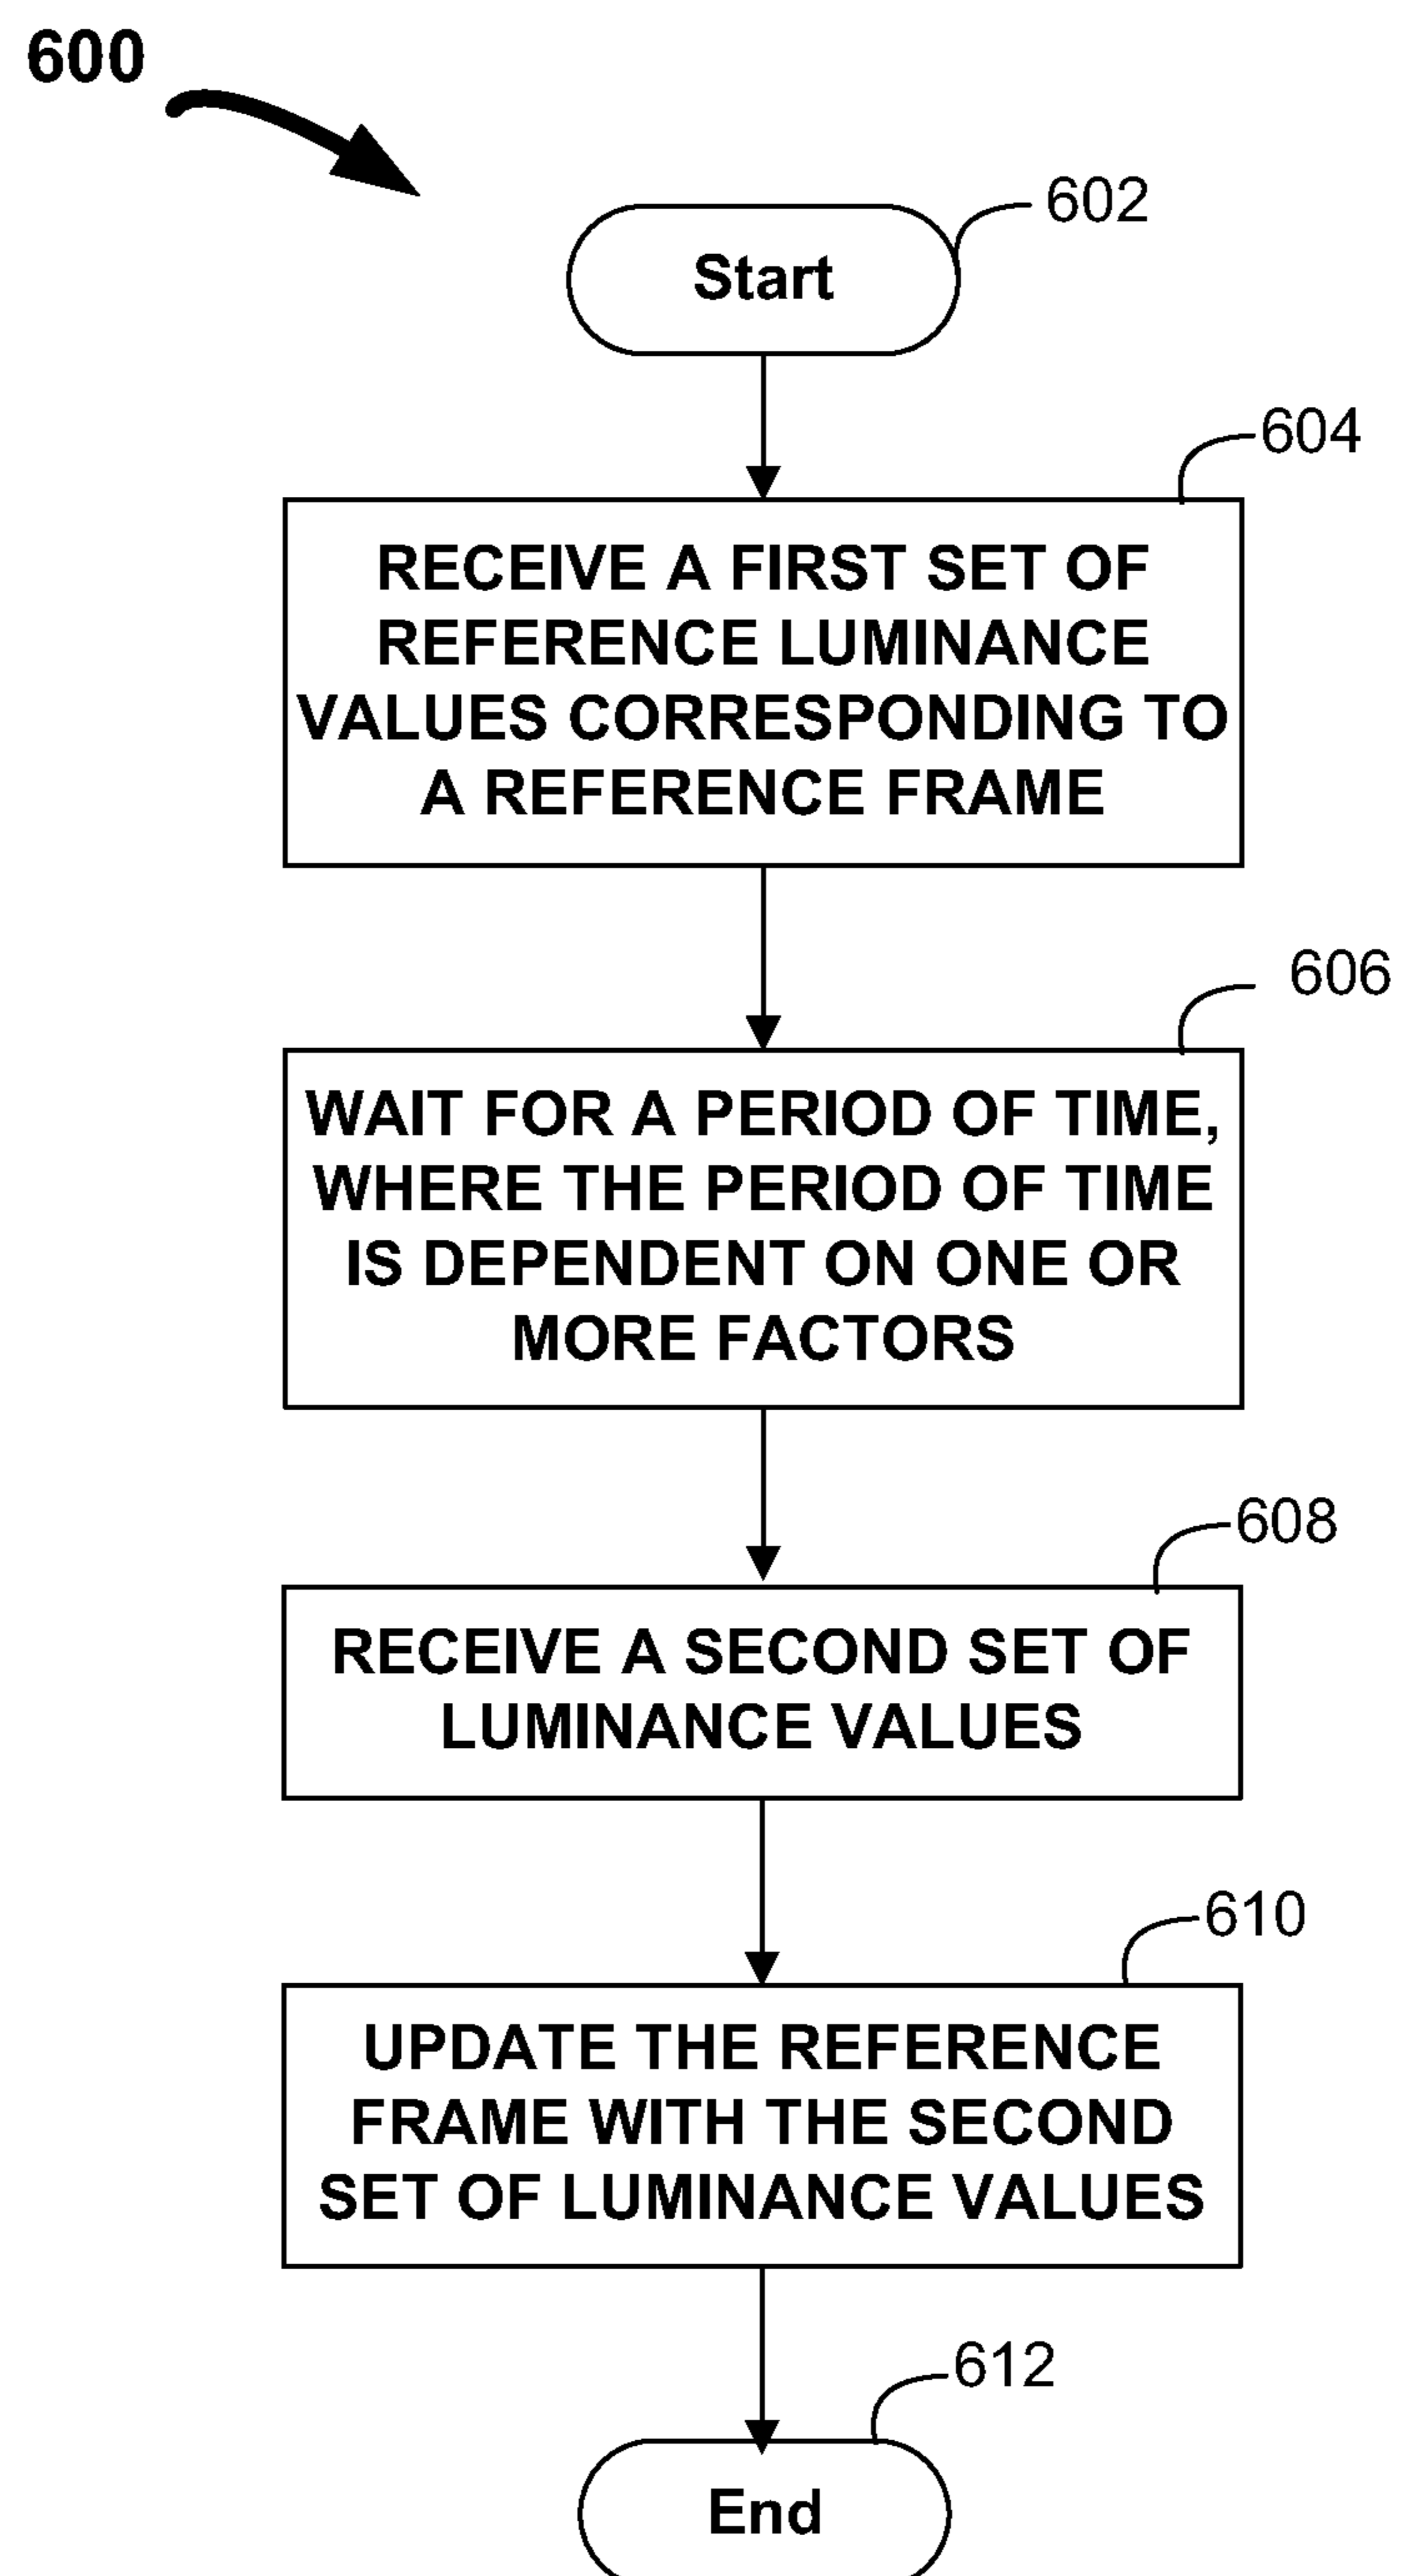 600
602
Start
604
RECEIVE A FIRST SET OF
REFERENCE LUMINANCE
VALUES CORRESPONDING TO
A REFERENCE FRAME
606
WAIT FOR A PERIOD OF TIME,
WHERE THE PERIOD OF TIME
IS DEPENDENT ON ONE OR
MORE FACTORS
608
RECEIVE A SECOND SET OF
LUMINANCE VALUES
610
UPDATE THE REFERENCE
FRAME WITH THE SECOND
SET OF LUMINANCE VALUES
612
End